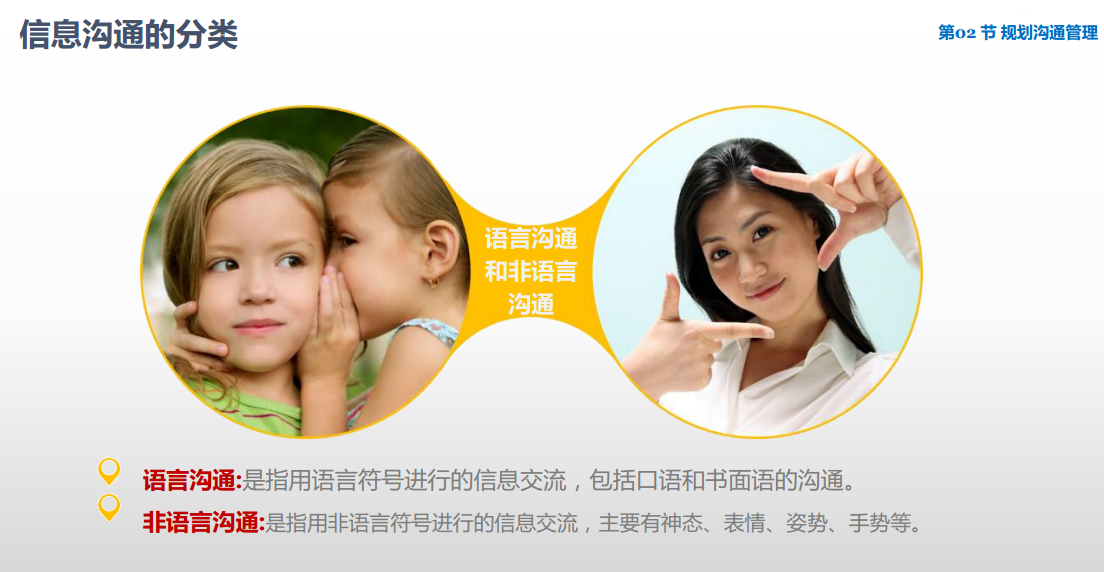 信息沟通的分类
第02 节 规划沟通管理
语言沟通
和非语言
沟通
语言沟通:是指用语言符号进行的信息交流，包括口语和书面语的沟通。
非语言沟通:是指用非语言符号进行的信息交流，主要有神态、表情、姿势、手势等。